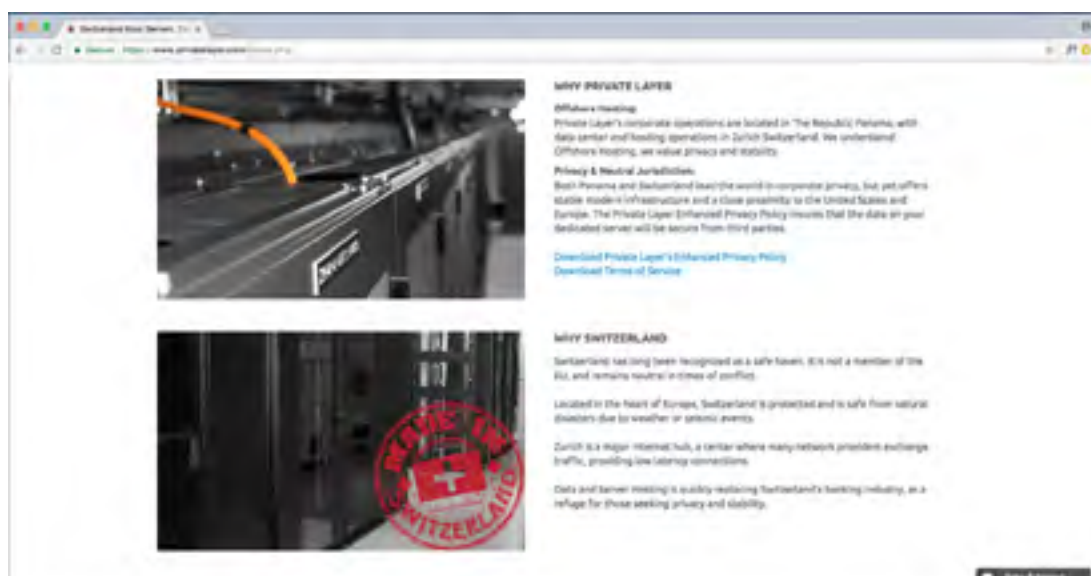 Switzerland Based Servers,
Secure https://www.privatelayer.com/
WHY PRIVATE LAYER
Offshore Hosting:
Private Layer's corporate operations are located in The Republic Panama, with
data center and hosting operations in Zurich Switzerland. We understand
Offshore Hosting, we value privacy and stability.
Privacy & Neutral Jurisdiction:
Both Panama and Switzerland lead the world in corporate privacy, but yet offers
stable modern infrastructure and a close proximity to the United States and
Europe. The Private Layer Enhanced Privacy Policy insures that the data on your
dedicated server will be secure from third parties.
Download Private Layer's Enhanced Privacy Policy
Download Terms of Service
WHY SWITZERLAND
Switzerland has long been recognized as a safe haven. It is not a member of the
EU, and remains neutral in times of conflict.
Located in the heart of Europe, Switzerland is protected and is safe from natural
disasters due to weather or seismic events.
Zurich is a major internet hub, a center where many network providers exchange
traffic, providing low latency connections.
Data and Server Hosting is quickly replacing Switzerland's banking industry, as a
refuge for those seeking privacy and stability.
MADE IN
SWITZERLAND